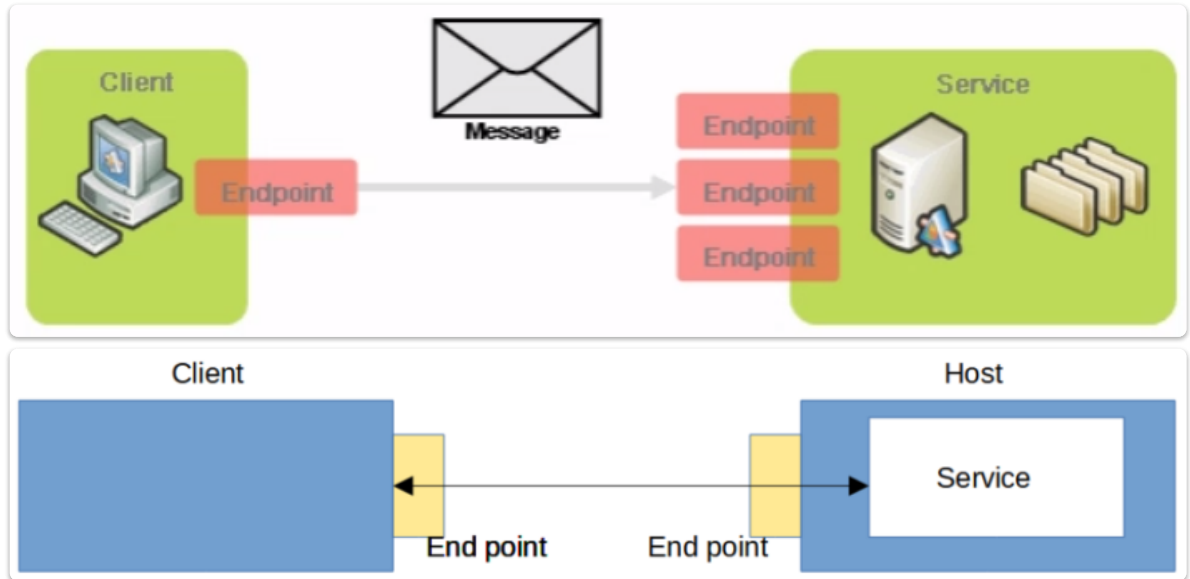 Client
Service
Message
Endpoint
Endpoint
Endpoint
Endpoint
Client
Host
Service
End point
End point